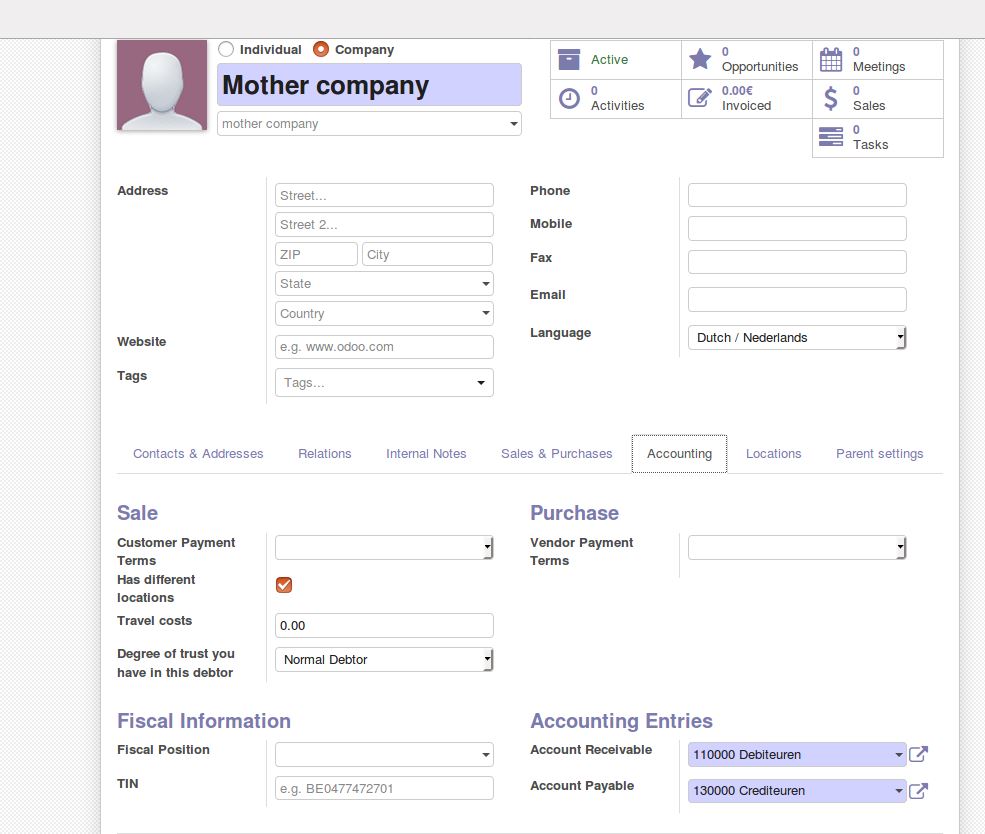 Individual Company
Mother company
mother company
Active
0
Opportunities
0
Meetings
0
Activities
0.00€
Invoiced
0
Sales
0
Tasks
Address
Street...
Street 2...
ZIP City
State
Country
Website e.g. www.odoo.com
Tags Tags...
Phone
Mobile
Fax
Email
Language Dutch / Nederlands
Contacts & Addresses Relations Internal Notes Sales & Purchases Accounting Locations Parent settings
Sale
Customer Payment
Terms
Has different
locations
Travel costs 0.00
Degree of trust you
have in this debtor
Normal Debtor
Purchase
Vendor Payment
Terms
Fiscal Information
Fiscal Position
TIN e.g. BE0477472701
Accounting Entries
Account Receivable 110000 Debiteuren
Account Payable 130000 Crediteuren